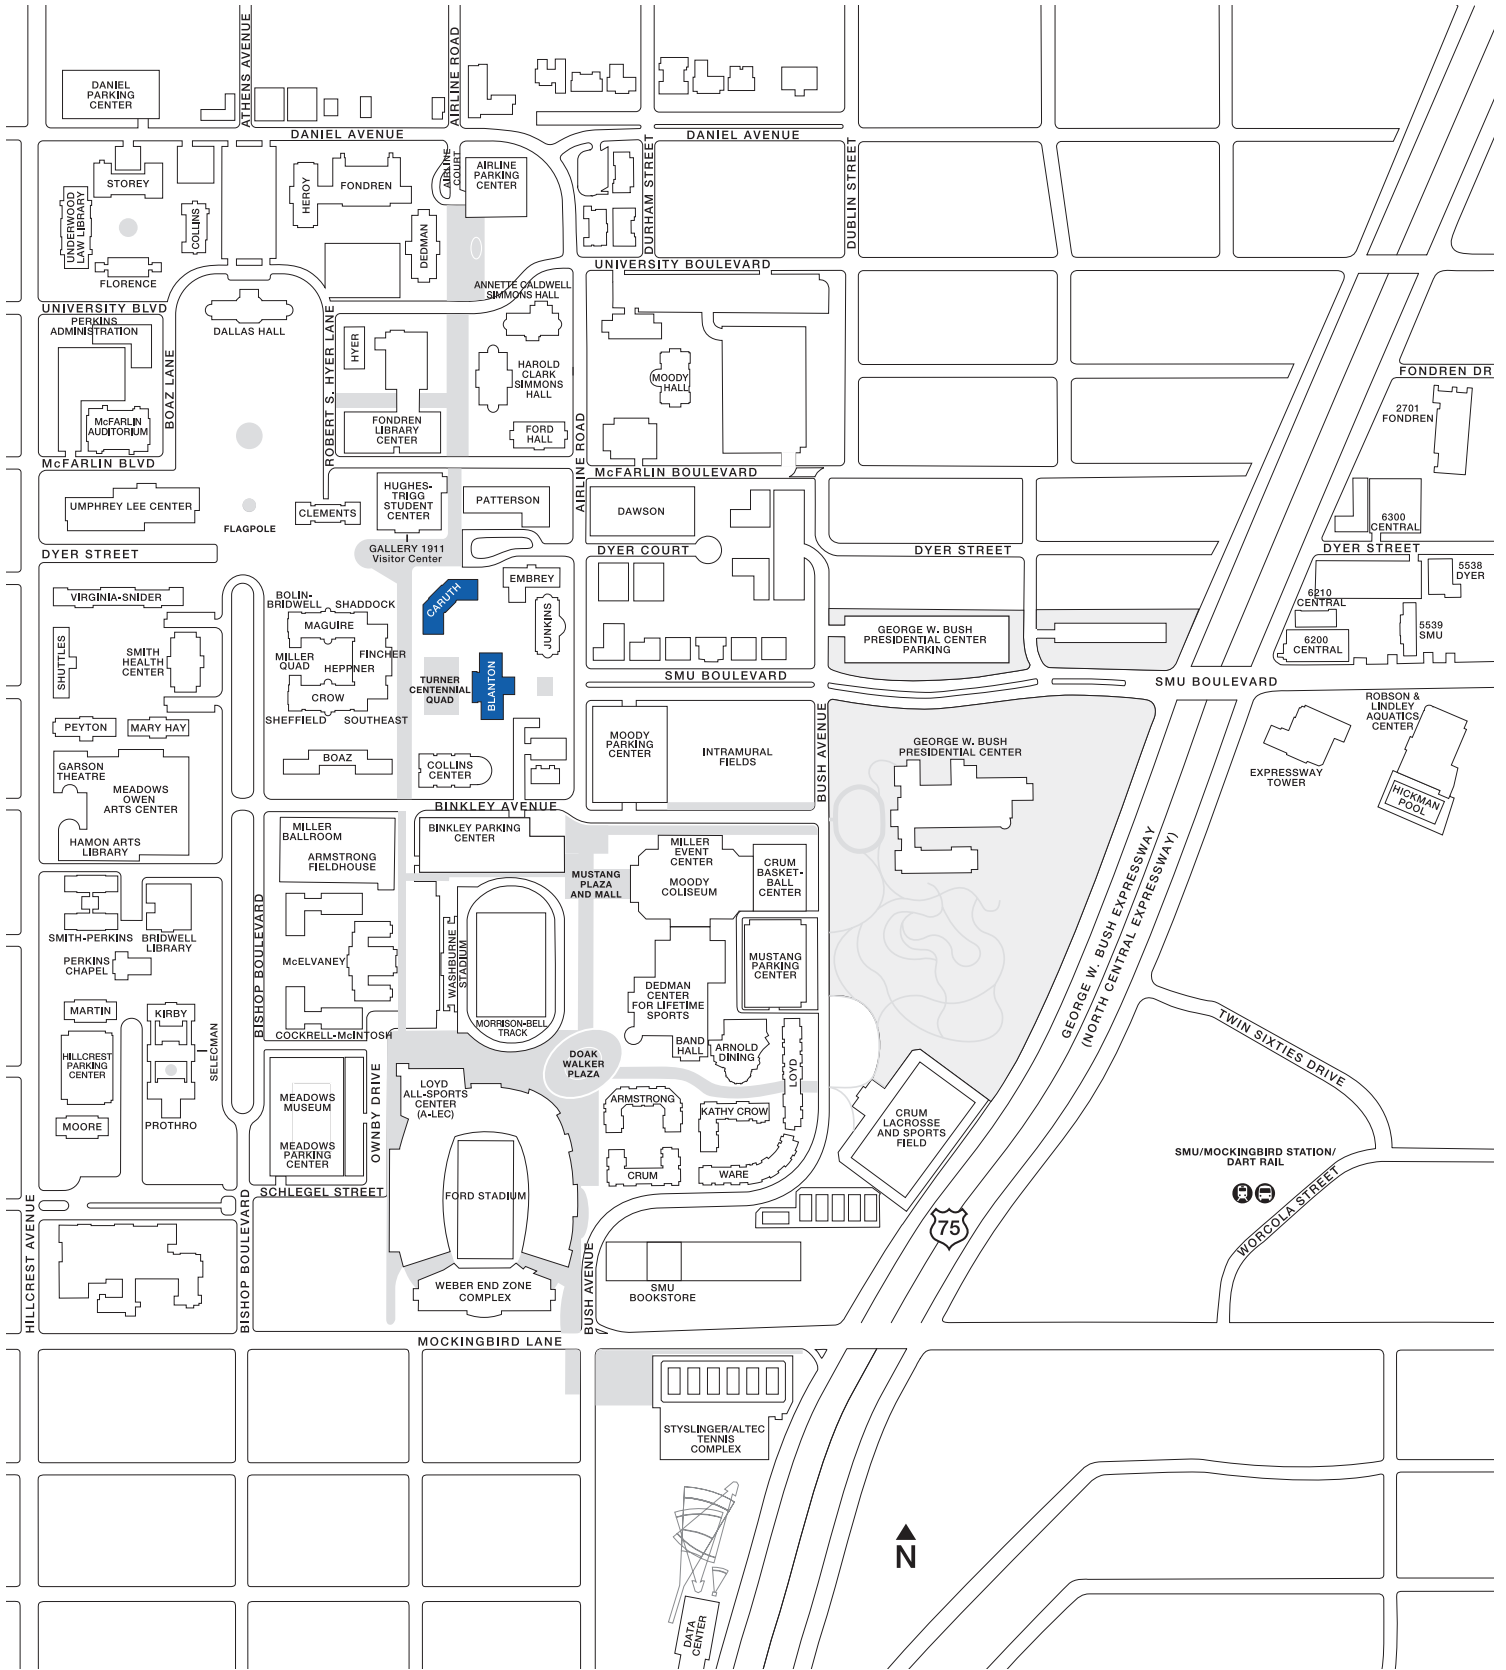 ATHENS AVENUE
AIRLINE ROAD
DANIEL
PARKING
CENTER
DANIEL AVENUE
DANIEL AVENUE
STOREY
UNDERWOOD
LAW LIBRARY
COLLINS
FLORENCE
HEROY
FONDREN
DEDMAN
AIRLINE
COURT
AIRLINE
PARKING
CENTER
DURHAM STREET
DUBLIN STREET
UNIVERSITY BOULEVARD
UNIVERSITY BLVD
PERKINS
ADMINISTRATION
DALLAS HALL
ANNETTE CALDWELL
SIMMONS HALL
BOAZ LANE
ROBERT S. HYER LANE
HYER
HAROLD
CLARK
SIMMONS
HALL
MOODY
HALL
FONDREN DR
2701
FONDREN
McFARLIN
AUDITORIUM
FONDREN
LIBRARY
CENTER
FORD
HALL
AIRLINE ROAD
McFARLIN BLVD
McFARLIN BOULEVARD
UMPHREY LEE CENTER
FLAGPOLE
CLEMENTS
HUGHES-
TRIGG
STUDENT
CENTER
PATTERSON
DAWSON
6300
CENTRAL
DYER STREET
GALLERY 1911
Visitor Center
DYER COURT
DYER STREET
DYER STREET
5538
DYER
VIRGINIA-SNIDER
BOLIN-
BRIDWELL
SHADDOCK
MAGUIRE
CARUTH
EMBREY
JUNKINS
6210
CENTRAL
SHUTTLES
SMITH
HEALTH
CENTER
MILLER
QUAD
FINCHER
HEPPNER
CROW
SHEFFIELD
SOUTHEAST
TURNER
CENTENNIAL
QUAD
BLANTON
GEORGE W. BUSH
PRESIDENTIAL CENTER
PARKING
6200
CENTRAL
5539
SMU
SMU BOULEVARD
SMU BOULEVARD
PEYTON
MARY HAY
BOAZ
COLLINS
CENTER
MOODY
PARKING
CENTER
INTRAMURAL
FIELDS
BUSH AVENUE
GEORGE W. BUSH
PRESIDENTIAL CENTER
ROBSON &
LINDLEY
AQUATICS
CENTER
EXPRESSWAY
TOWER
HICKMAN
POOL
GARSON
THEATRE
MEADOWS
OWEN
ARTS CENTER
HAMON ARTS
LIBRARY
BINKLEY AVENUE
MILLER
BALLROOM
ARMSTRONG
FIELDHOUSE
BINKLEY PARKING
CENTER
MILLER
EVENT
CENTER
MOODY
COLISEUM
CRUM
BASKET-
BALL
CENTER
MUSTANG
PLAZA
AND MALL
BISHOP BOULEVARD
SMITH-PERKINS
BRIDWELL
LIBRARY
PERKINS
CHAPEL
McELVANEY
WASHBURNE
STADIUM
MORRISON-BELL
TRACK
MUSTANG
PARKING
CENTER
DEDMAN
CENTER
FOR LIFETIME
SPORTS
GEORGE W. BUSH EXPRESSWAY
(NORTH CENTRAL EXPRESSWAY)
MARTIN
KIRBY
SELECMAN
HILLCREST
PARKING
CENTER
MOORE
PROTHRO
COCKRELL-McINTOSH
MEADOWS
MUSEUM
MEADOWS
PARKING
CENTER
OWNBY DRIVE
LOYD
ALL-SPORTS
CENTER
(A-LEC)
DOAK
WALKER
PLAZA
BAND
HALL
ARNOLD
DINING
LOYD
ARMSTRONG
KATHY CROW
CRUM
WARE
CRUM
LACROSSE
AND SPORTS
FIELD
TWIN SIXTIES DRIVE
SMU/MOCKINGBIRD STATION/
DART RAIL
WORCOLA STREET
SCHLEGEL STREET
FORD STADIUM
75
HILLCREST AVENUE
BISHOP BOULEVARD
WEBER END ZONE
COMPLEX
BUSH AVENUE
SMU
BOOKSTORE
MOCKINGBIRD LANE
STYSLINGER/ALTEC
TENNIS
COMPLEX
N
DATA
CENTER